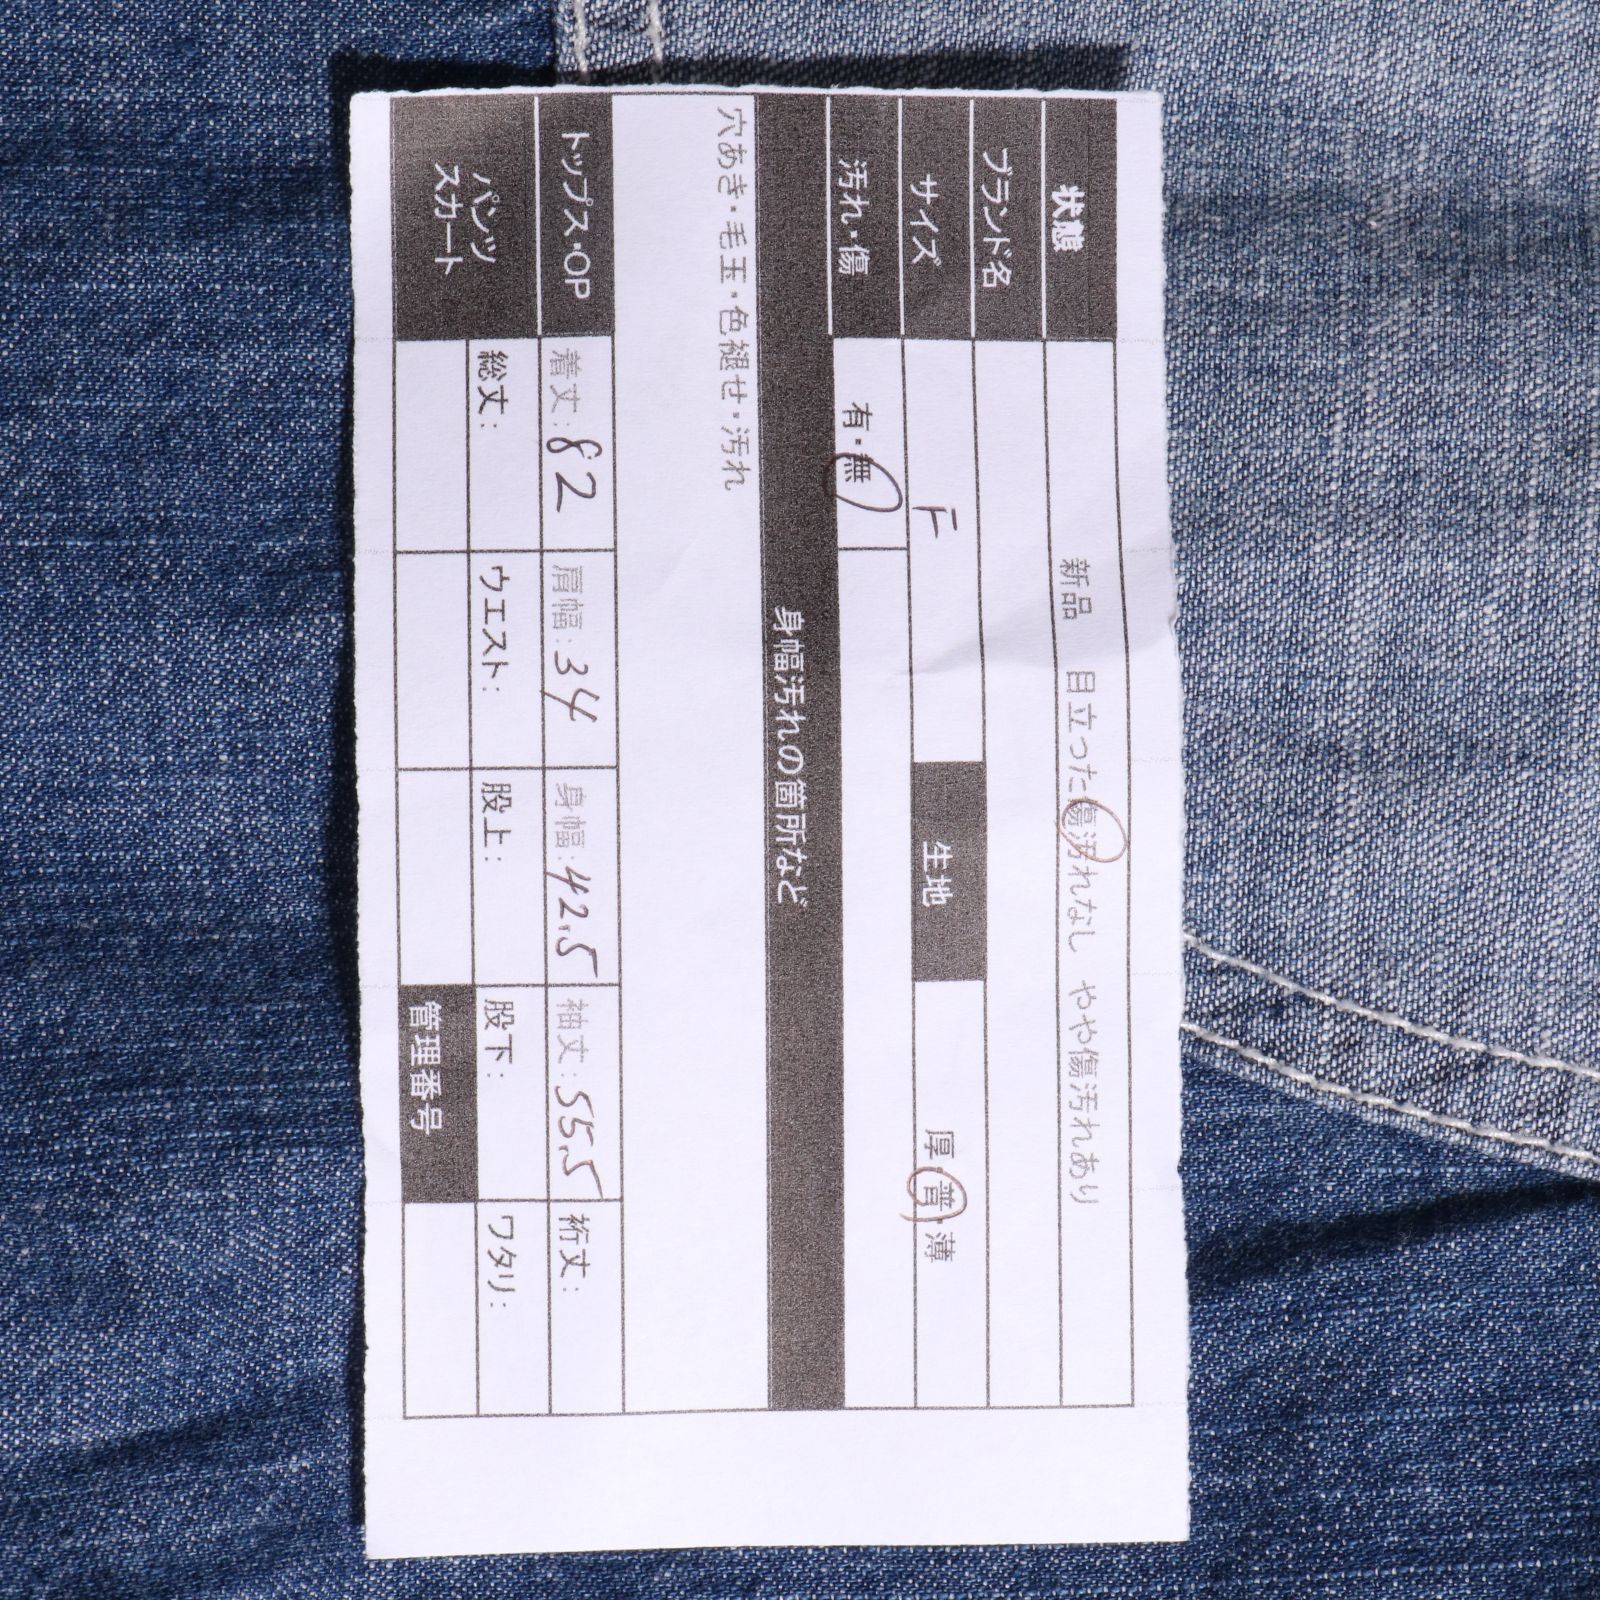 状態 新品 目立った傷汚れなし やや傷汚れあり
ブランド名
サイズ F 生地 厚・普・薄
汚れ・傷 有・無
身幅汚れの箇所など
穴あき・毛玉・色褪せ・汚れ
トップス・OP 着丈:82 肩幅:34 身幅:42.5 袖丈:55.5 裄丈:
パンツ スカート 総丈: ウエスト: 股上: 股下: ワタリ:
管理番号